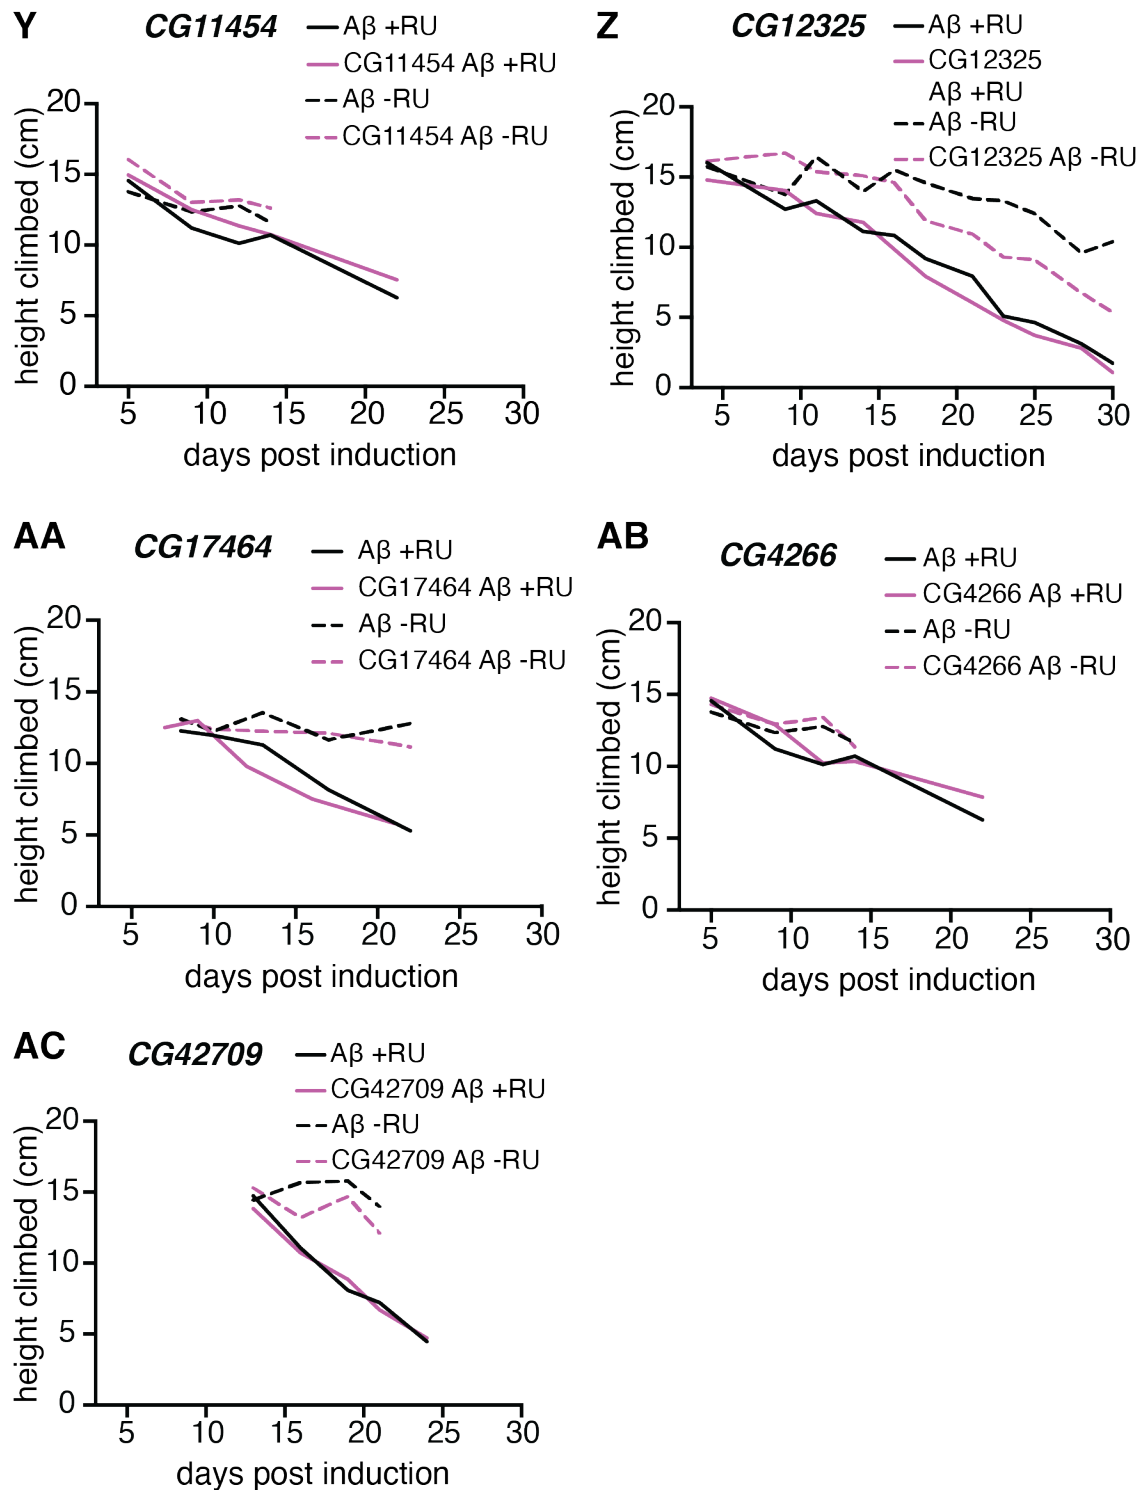 Y
CG11454
Aβ +RU
CG11454 Aβ +RU
Aβ -RU
CG11454 Aβ -RU
height climbed (cm)
20
15
10
5
0
5 10 15 20 25 30
days post induction
Z
CG12325
Aβ +RU
CG12325
Aβ +RU
Aβ -RU
CG12325 Aβ -RU
height climbed (cm)
20
15
10
5
0
5 10 15 20 25 30
days post induction
AA
CG17464
Aβ +RU
CG17464 Aβ +RU
Aβ -RU
CG17464 Aβ -RU
height climbed (cm)
20
15
10
5
0
5 10 15 20 25 30
days post induction
AB
CG4266
Aβ +RU
CG4266 Aβ +RU
Aβ -RU
CG4266 Aβ -RU
height climbed (cm)
20
15
10
5
0
5 10 15 20 25 30
days post induction
AC
CG42709
Aβ +RU
CG42709 Aβ +RU
Aβ -RU
CG42709 Aβ -RU
height climbed (cm)
20
15
10
5
0
5 10 15 20 25 30
days post induction